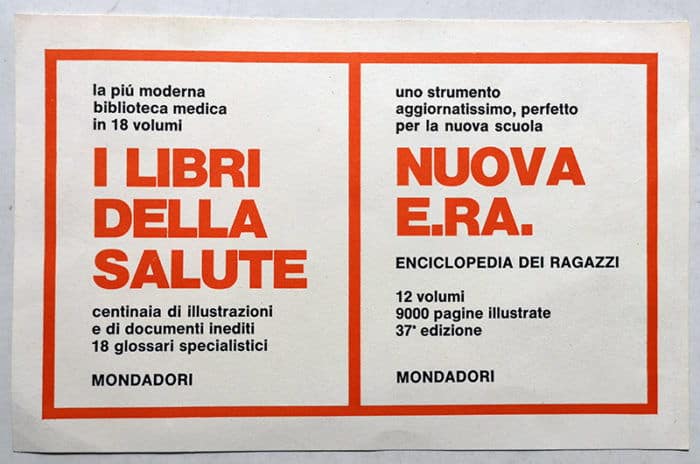 la piú moderna
biblioteca medica
in 18 volumi
I LIBRI
DELLA
SALUTE
centinaia di illustrazioni
e di documenti inediti
18 glossari specialistici
MONDADORI
uno strumento
aggiornatissimo, perfetto
per la nuova scuola
NUOVA
E.RA.
ENCICLOPEDIA DEI RAGAZZI
12 volumi
9000 pagine illustrate
37ª edizione
MONDADORI